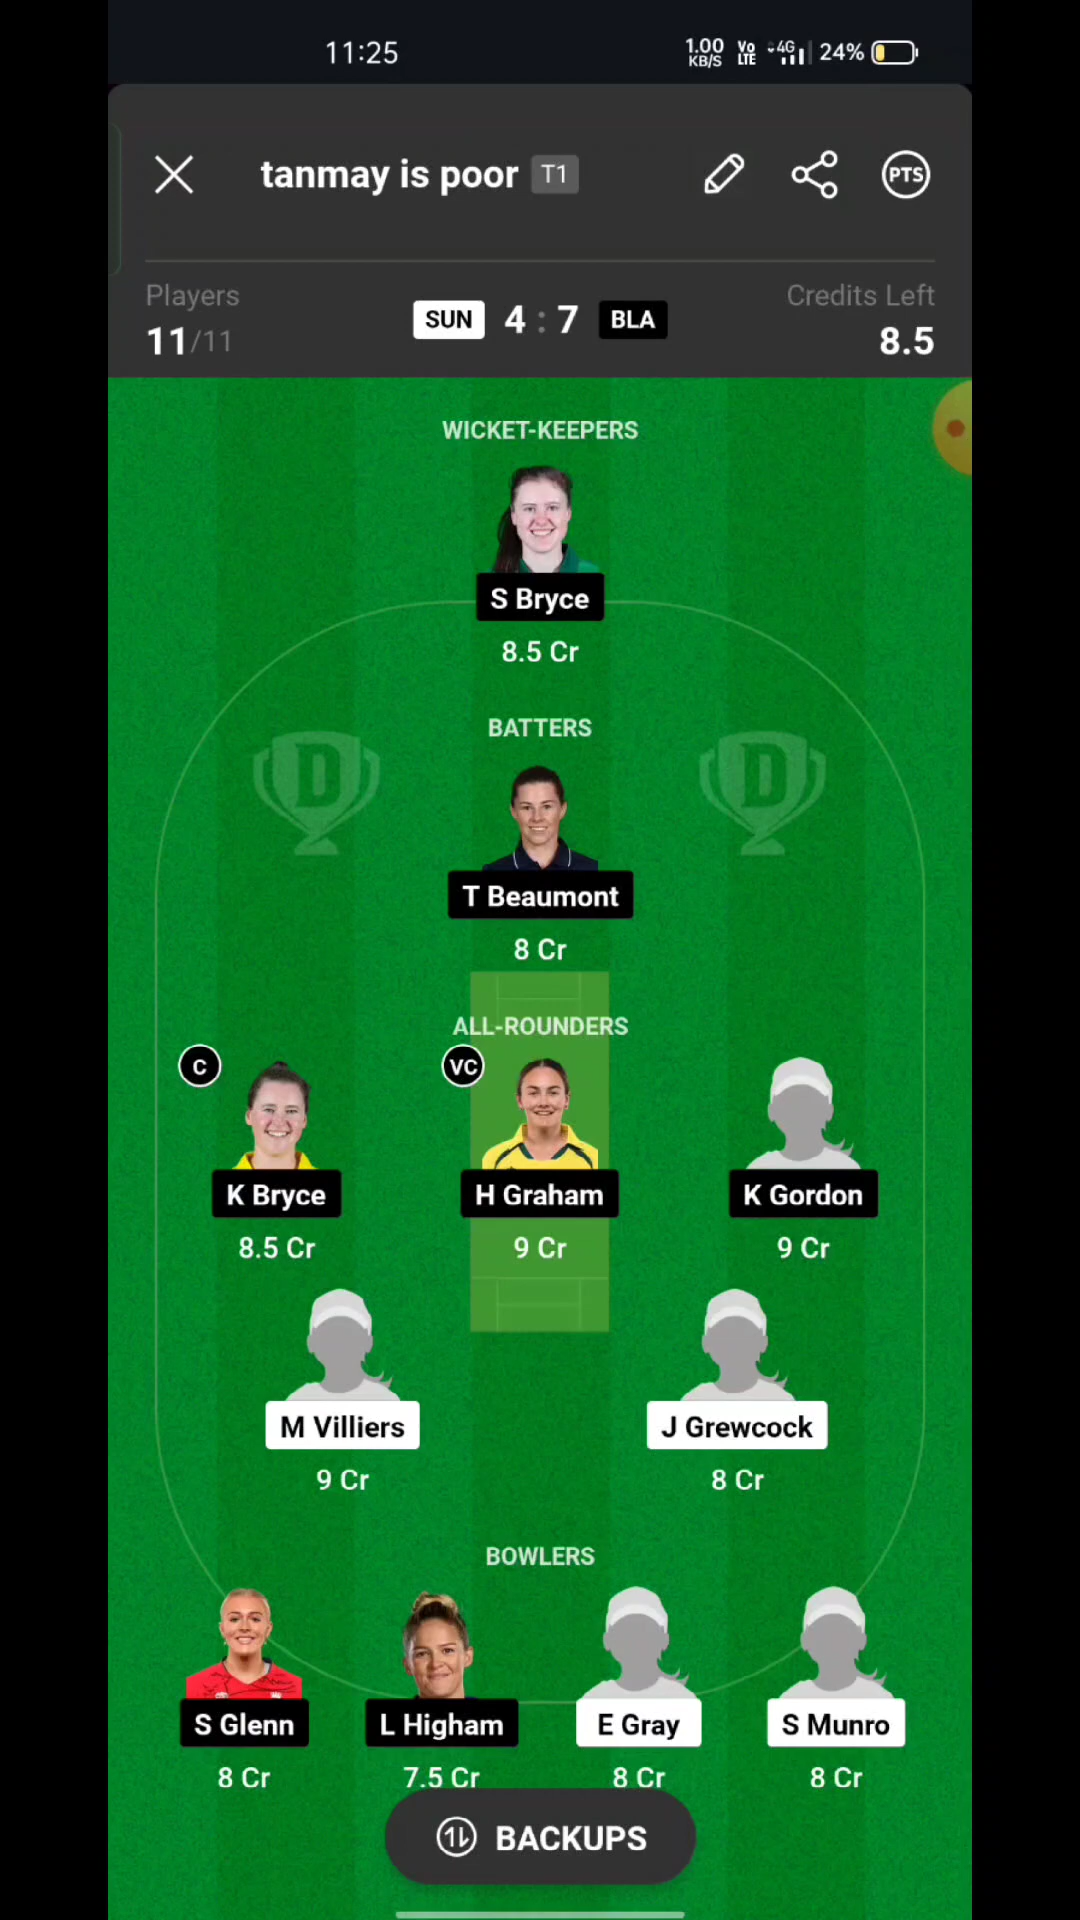 11:25
1.00 KB/S Vo LTE 4G 24%
tanmay is poor T1
PTS
Players
11/11
SUN 4 : 7 BLA
Credits Left
8.5
WICKET-KEEPERS
S Bryce
8.5 Cr
BATTERS
D D
T Beaumont
8 Cr
ALL-ROUNDERS
C VC
K Bryce H Graham K Gordon
8.5 Cr 9 Cr 9 Cr
M Villiers J Grewcock
9 Cr 8 Cr
BOWLERS
S Glenn L Higham E Gray S Munro
8 Cr 7.5 Cr 8 Cr 8 Cr
BACKUPS